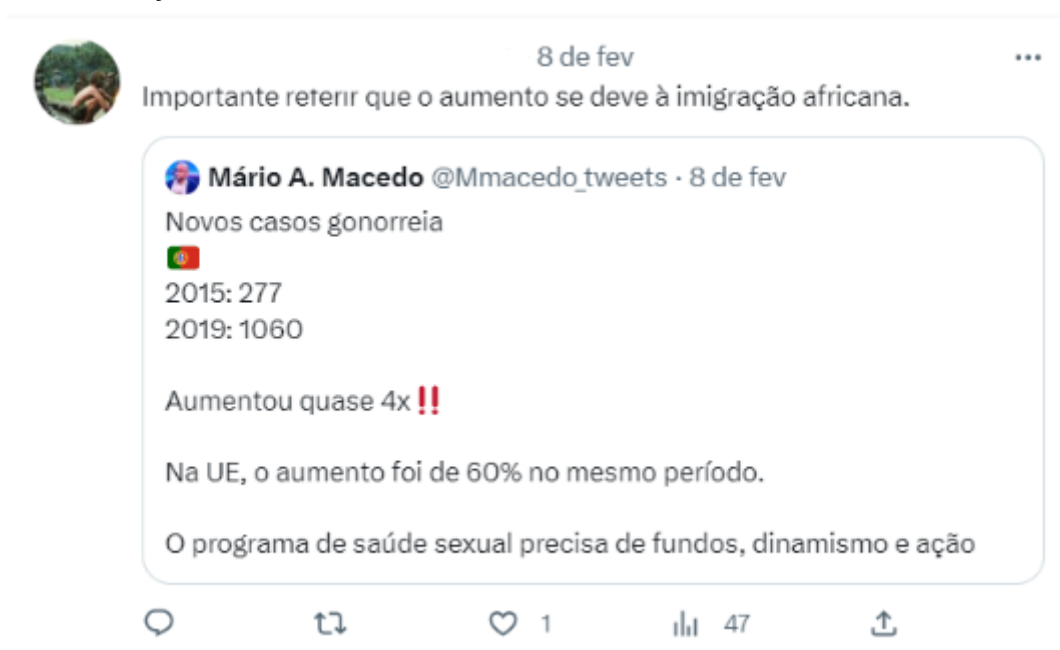 8 de fev
Importante referir que o aumento se deve à imigração africana.
Mário A. Macedo @Mmacedo_tweets · 8 de fev
Novos casos gonorreia
2015: 277
2019: 1060
Aumentou quase 4x‼️
Na UE, o aumento foi de 60% no mesmo período.
O programa de saúde sexual precisa de fundos, dinamismo e ação
1 47